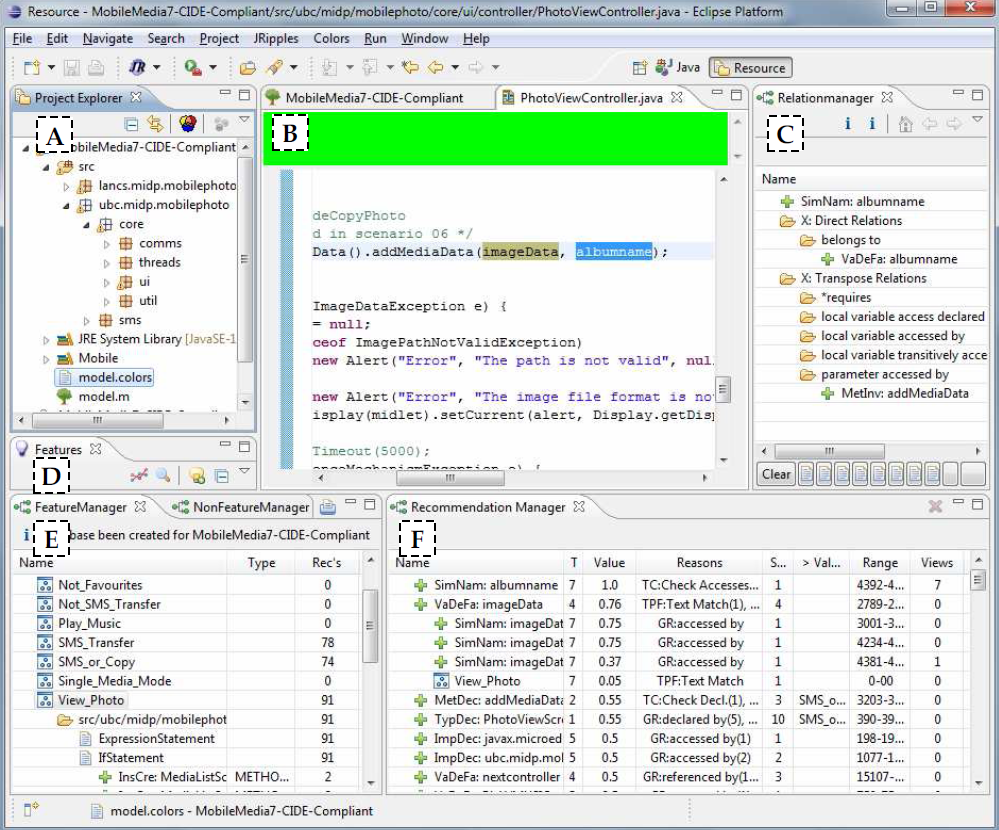 Resource - MobileMedia7-CIDE-Compliant/src/ubc/midp/mobilephoto/core/ui/controller/PhotoViewController.java - Eclipse Platform
File Edit Navigate Search Project JRipples Colors Run Window Help
JR Java Resource
Project Explorer
A
obileMedia7-CIDE-Compliant
src
lancs.midp.mobilephoto
ubc.midp.mobilephoto
core
comms
threads
ui
util
sms
JRE System Library [JavaSE-1
Mobile
model.colors
model.m
MobileMedia7-CIDE-Compliant PhotoViewController.java
B
deCopyPhoto
d in scenario 06 */
Data().addMediaData(imageData, albumname);
ImageDataException e) {
= null;
ceof ImagePathNotValidException)
new Alert("Error", "The path is not valid", nul
new Alert("Error", "The image file format is no
isplay(midlet).setCurrent(alert, Display.getDisp
Timeout(5000);
Relationmanager
C
Name
SimNam: albumname
X: Direct Relations
belongs to
VaDeFa: albumname
X: Transpose Relations
*requires
local variable access declared
local variable accessed by
local variable transitively acce
parameter accessed by
MetInv: addMediaData
Clear
Features
D
FeatureManager NonFeatureManager
E
base been created for MobileMedia7-CIDE-Compliant
Name Type Rec's
Not_Favourites 0
Not_SMS_Transfer 0
Play_Music 0
SMS_Transfer 78
SMS_or_Copy 74
Single_Media_Mode 0
View_Photo 91
src/ubc/midp/mobilephot 91
ExpressionStatement 91
IfStatement 91
InsCre: MediaListSc METHO... 2
Recommendation Manager
F
Name T Value Reasons S... > Val... Range Views
SimNam: albumname 7 1.0 TC:Check Accesses... 1 4392-4... 7
VaDeFa: imageData 4 0.76 TPF:Text Match(1), ... 4 2789-2... 0
SimNam: imageDat 7 0.75 GR:accessed by 1 3001-3... 0
SimNam: imageDat 7 0.75 GR:accessed by 1 4234-4... 0
SimNam: imageDat 7 0.37 GR:accessed by 1 4381-4... 1
View_Photo 7 0.05 TPF:Text Match 1 0-00 0
MetDec: addMediaData 2 0.55 TC:Check Decl.(1), ... 3 SMS_o... 3203-3... 0
TypDec: PhotoViewScre 1 0.55 GR:declared by(5), ... 10 SMS_o... 390-39... 0
ImpDec: javax.microed 5 0.5 GR:accessed by(1) 1 198-19... 0
ImpDec: ubc.midp.mol 5 0.5 GR:accessed by(2) 2 1077-1... 0
VaDeFa: nextcontroller 4 0.5 GR:referenced by(1... 3 15107-... 0
model.colors - MobileMedia7-CIDE-Compliant